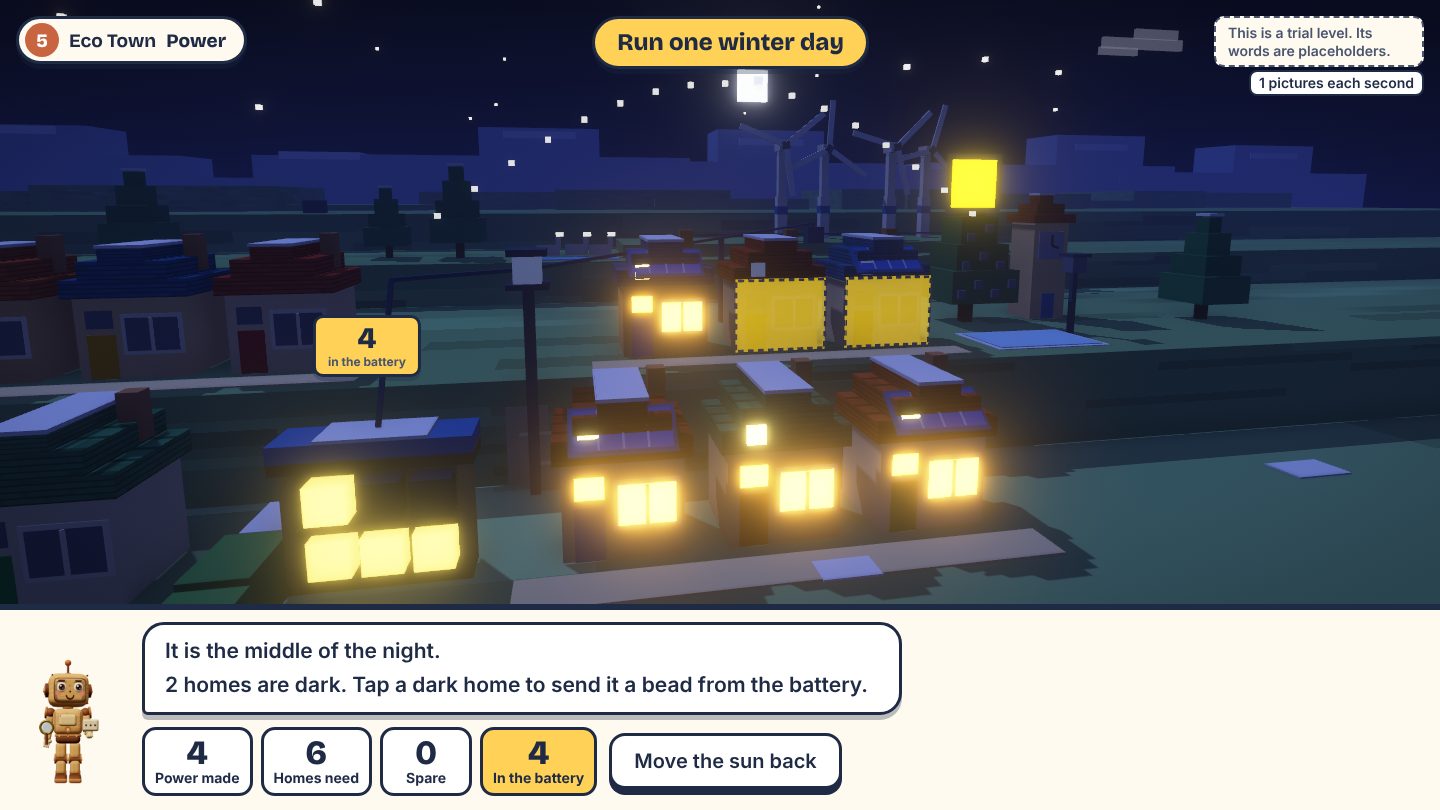 5 Eco Town Power
Run one winter day
This is a trial level. Its
words are placeholders.
1 pictures each second
4
in the battery
It is the middle of the night.
2 homes are dark. Tap a dark home to send it a bead from the battery.
4
Power made
6
Homes need
0
Spare
4
In the battery
Move the sun back